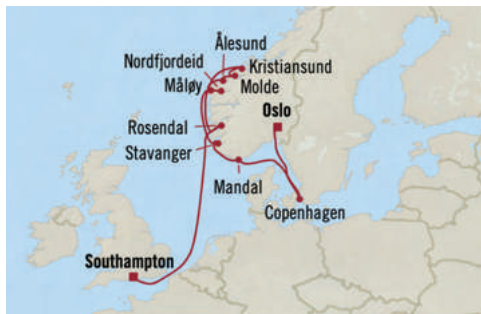 Ålesund
Nordfjordeid
Kristiansund
Måløy
Molde
Oslo
Rosendal
Stavanger
Mandal
Copenhagen
Southampton